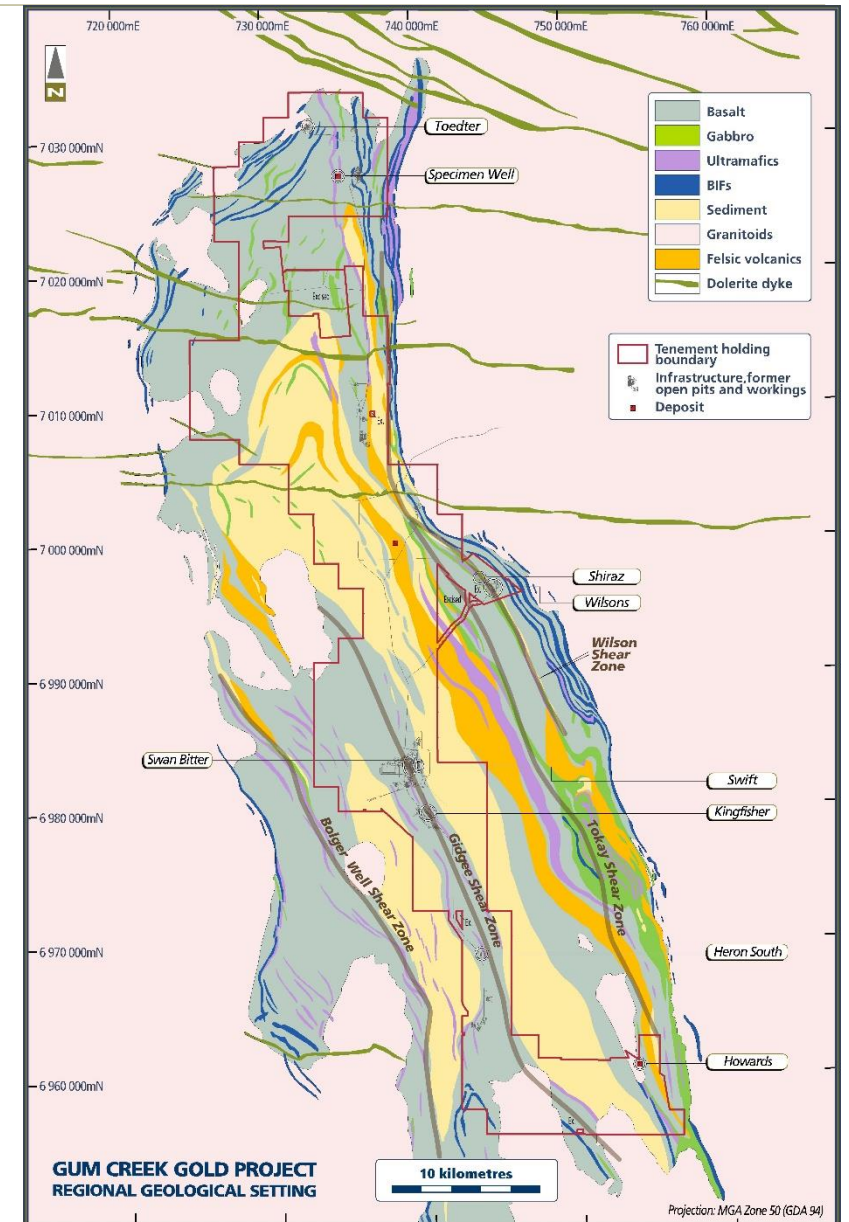 720 000mE
730 000mE
740 000mE
750 000mE
760 000mE
N
Basalt
Gabbro
Ultramafics
BIFs
Sediment
Granitoids
Felsic volcanics
Dolerite dyke
Tenement holding
boundary
Infrastructure,former
open pits and workings
Deposit
7 030 000mN
Toedter
Specimen Well
7 020 000mN
7 010 000mN
7 000 000mN
Shiraz
Wilsons
Wilson
Shear
Zone
6 990 000mN
Swan Bitter
Swift
6 980 000mN
Kingfisher
Bolger Well Shear Zone
Gidgee Shear Zone
Tokay Shear Zone
6 970 000mN
Heron South
6 960 000mN
Howards
GUM CREEK GOLD PROJECT
REGIONAL GEOLOGICAL SETTING
10 kilometres
Projection: MGA Zone 50 (GDA 94)